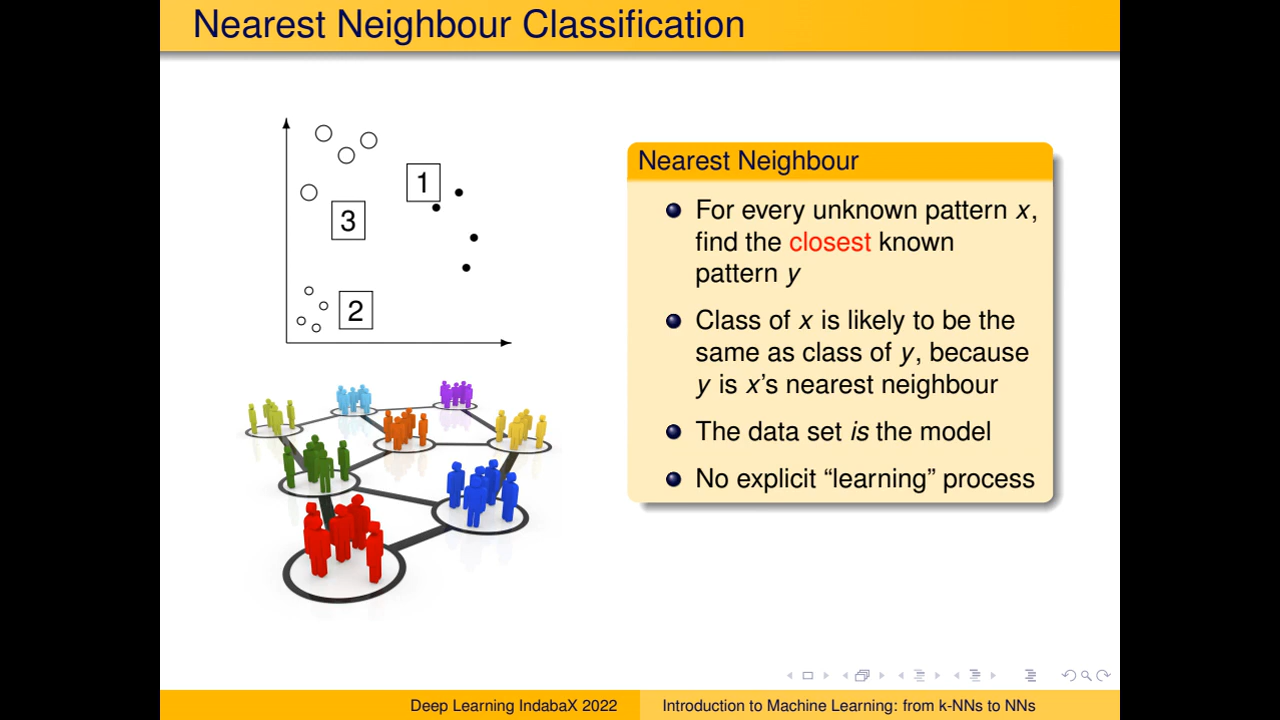 Nearest Neighbour Classification
1
3
2
Nearest Neighbour
For every unknown pattern x,
find the closest known
pattern y
Class of x is likely to be the
same as class of y, because
y is x's nearest neighbour
The data set is the model
No explicit “learning” process
Deep Learning IndabaX 2022
Introduction to Machine Learning: from k-NNs to NNs